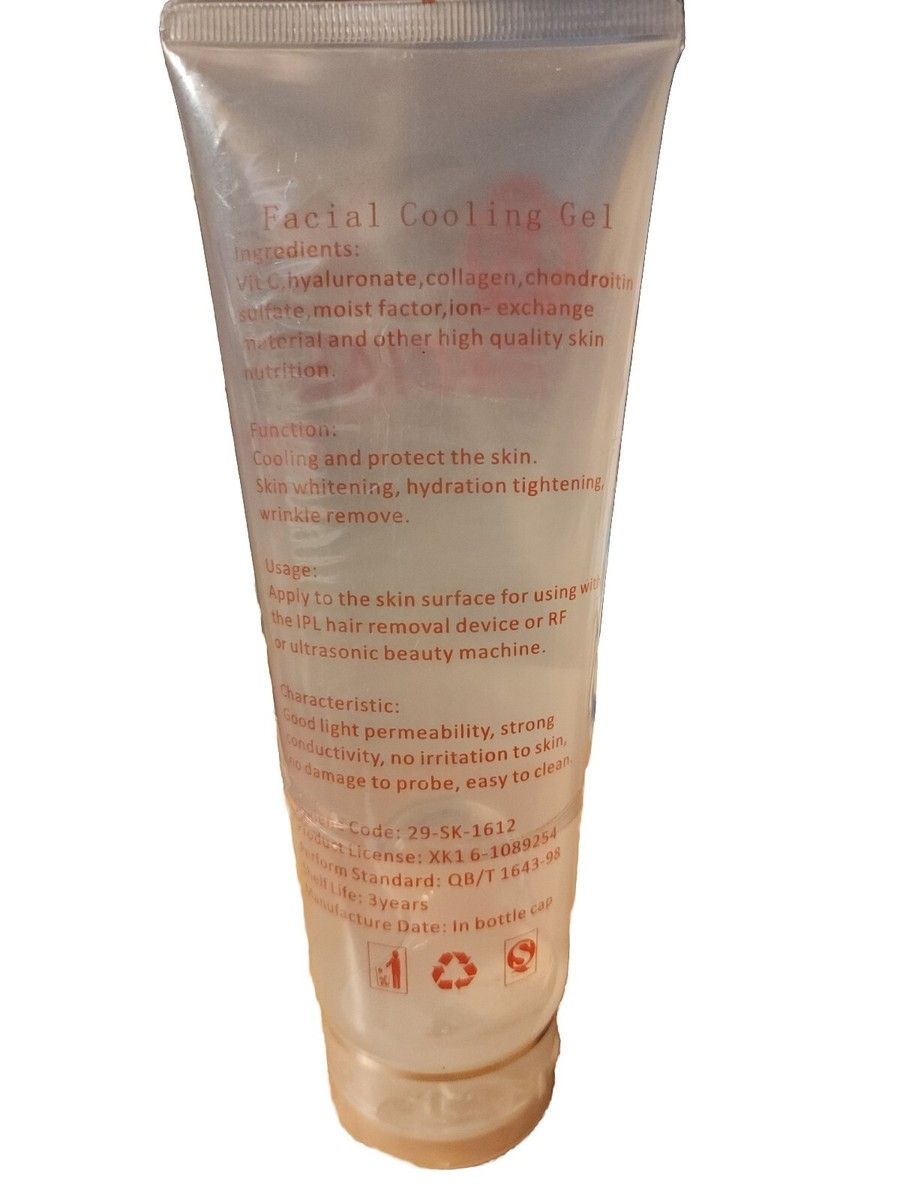 Facial Cooling Gel
Ingredients:
Vit C,hyaluronate,collagen,chondroitin
sulfate,moist factor,ion- exchange
material and other high quality skin
nutrition.
Function:
Cooling and protect the skin.
Skin whitening, hydration tightening,
wrinkle remove.
Usage:
Apply to the skin surface for using with
the IPL hair removal device or RF
or ultrasonic beauty machine.
Characteristic:
Good light permeability, strong
conductivity, no irritation to skin,
no damage to probe, easy to clean.
Code: 29-SK-1612
Product License: XK1 6-1089254
Perform Standard: QB/T 1643-98
Shelf Life: 3years
Manufacture Date: In bottle cap